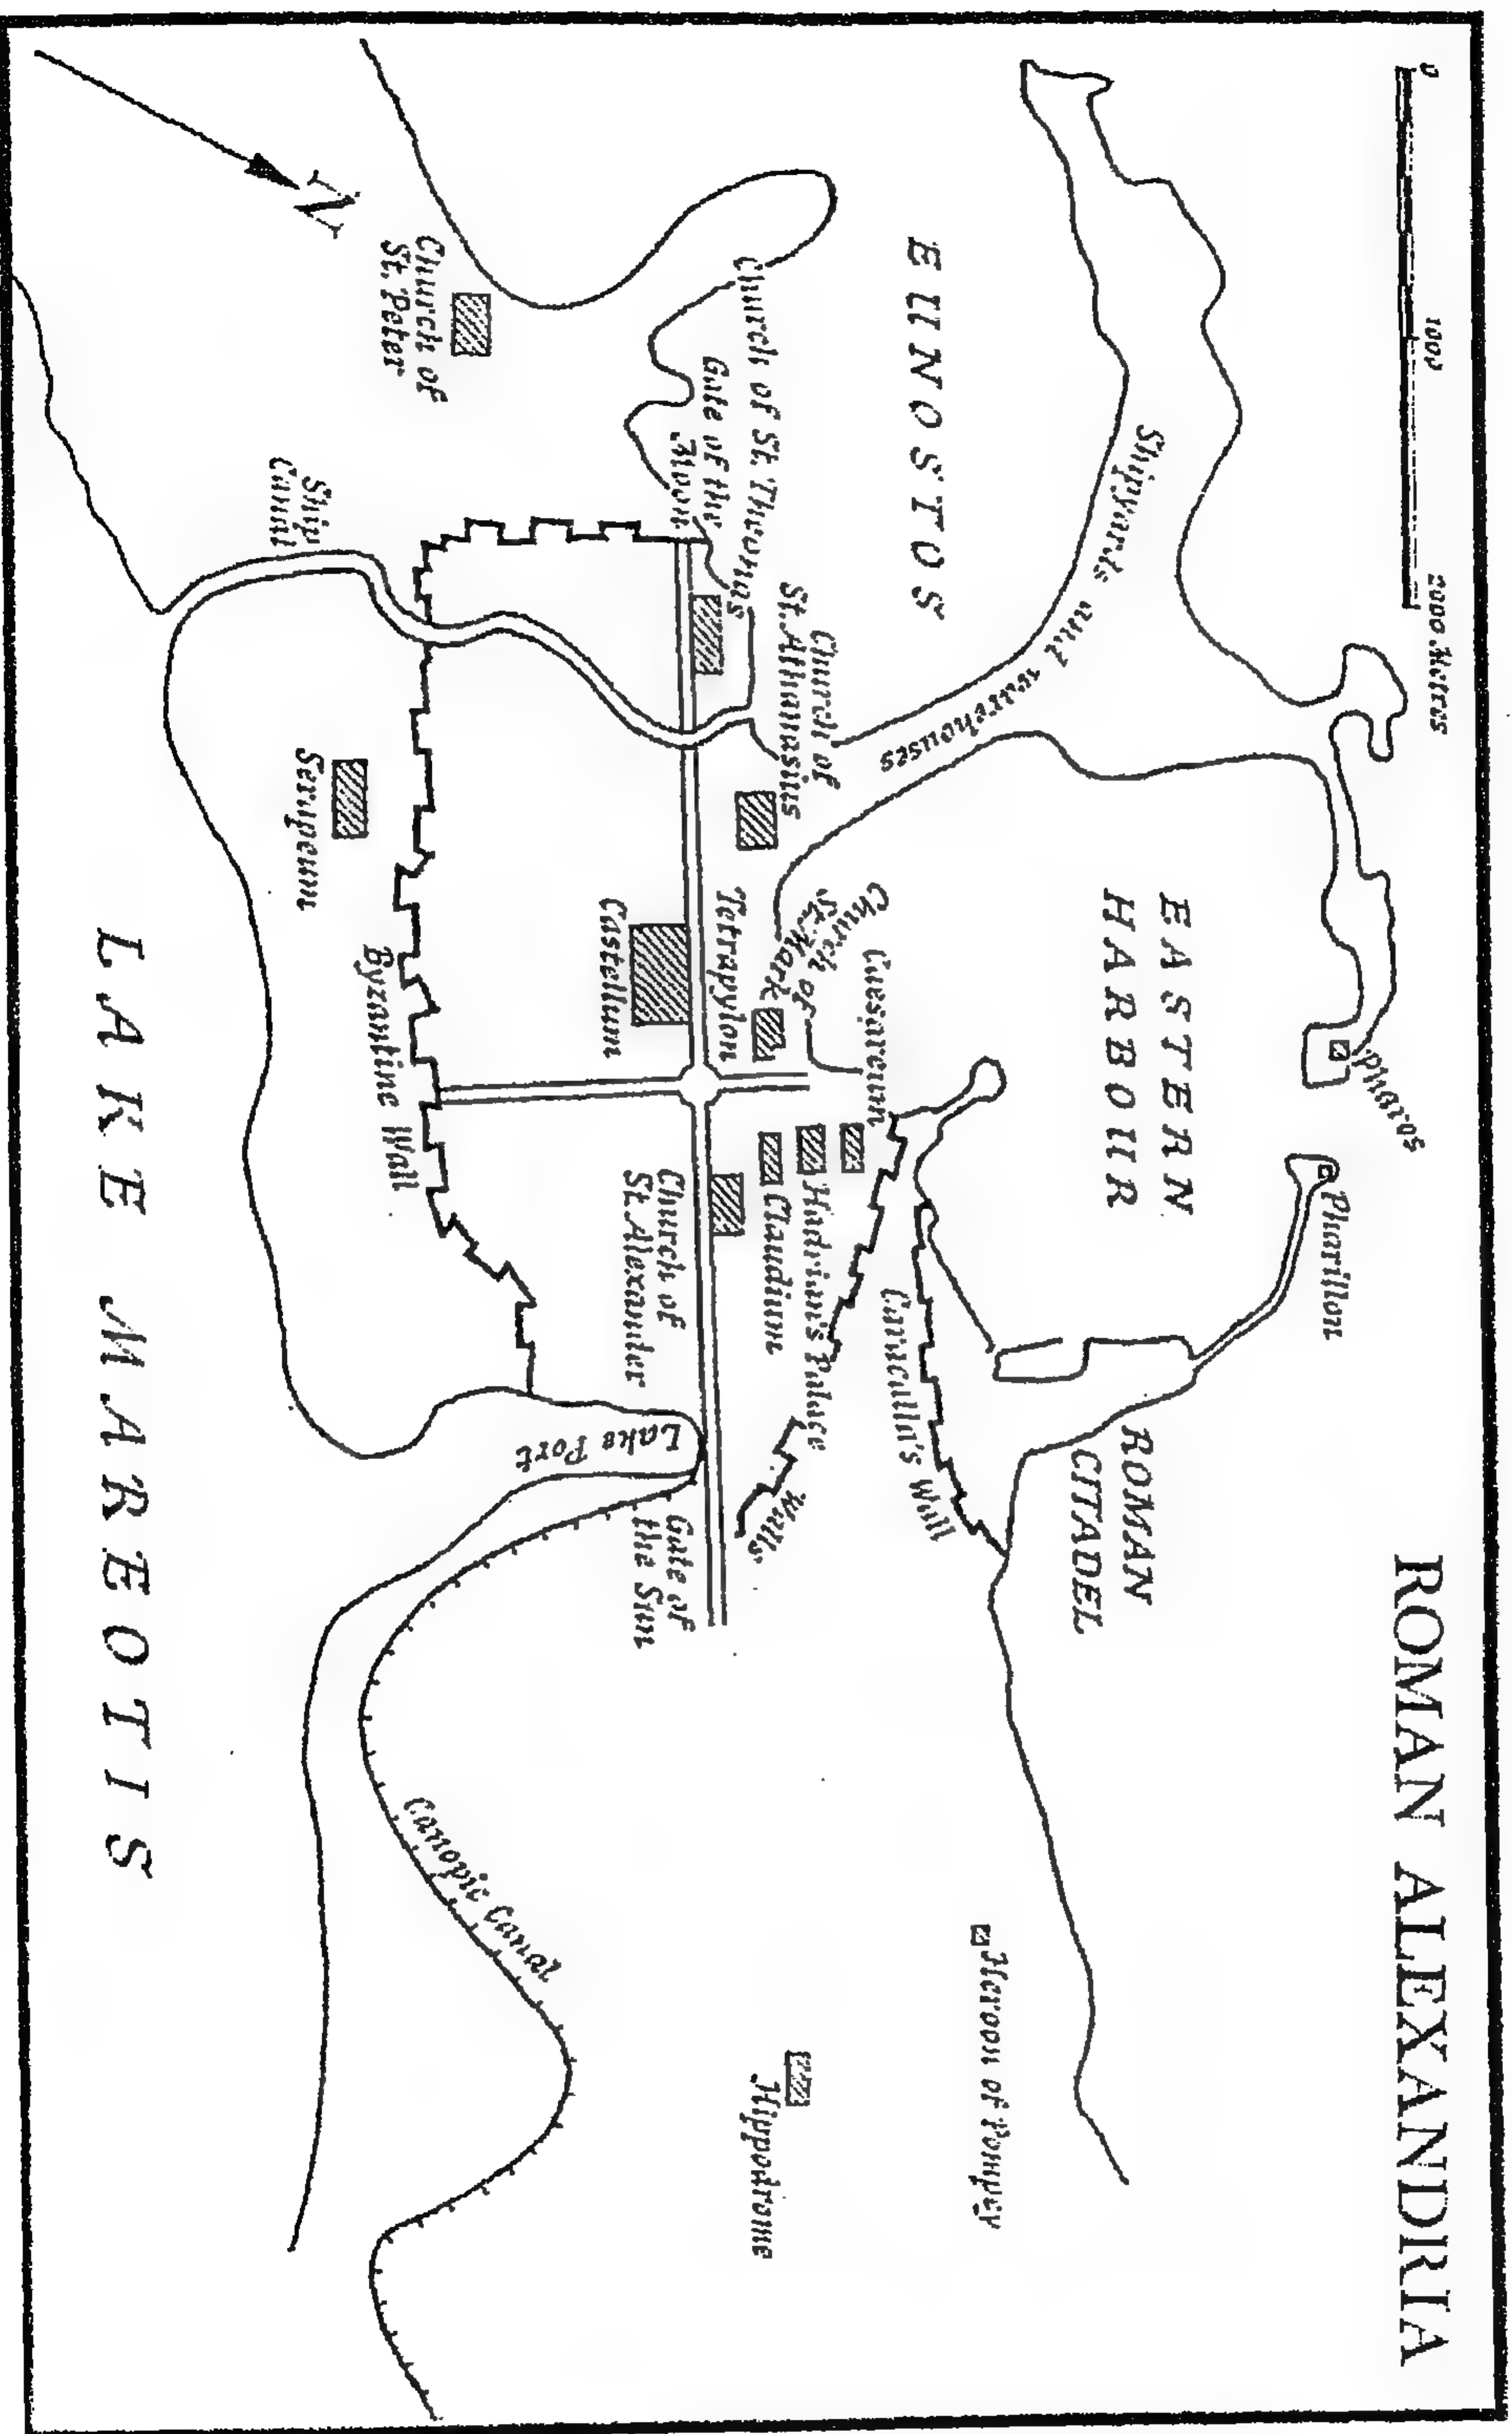 ROMAN ALEXANDRIA
0 1000 2000 Metres
Pharos
Pharillon
EASTERN
HARBOUR
ROMAN
CITADEL
Shipyards and warehouses
EUNOSTOS
Heroon of Pompey
Caesareum
Caracalla's Wall
Church of
St. Mark
Church of
St. Athanasius
Hadrian's Palace
Walls
Claudium
Hippodrome
Church of St. Theonas
Gate of the
Moon
Tetrapylon
Church of
St. Alexander
Gate of
the Sun
Lake Port
Castellum
Canopic Canal
Church of
St. Peter
Byzantine Wall
N
Ship
Canal
Serapeum
LAKE MAREOTIS